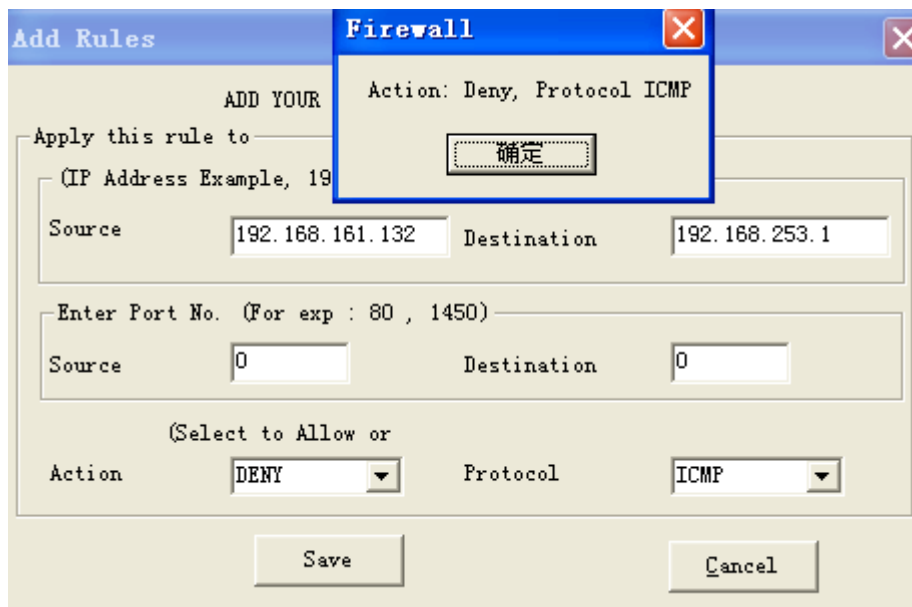 Add Rules
Firewall
Action: Deny, Protocol ICMP
确定
ADD YOUR
Apply this rule to
(IP Address Example, 19
Source 192.168.161.132 Destination 192.168.253.1
Enter Port No. (For exp : 80 , 1450)
Source 0 Destination 0
(Select to Allow or
Action DENY Protocol ICMP
Save Cancel